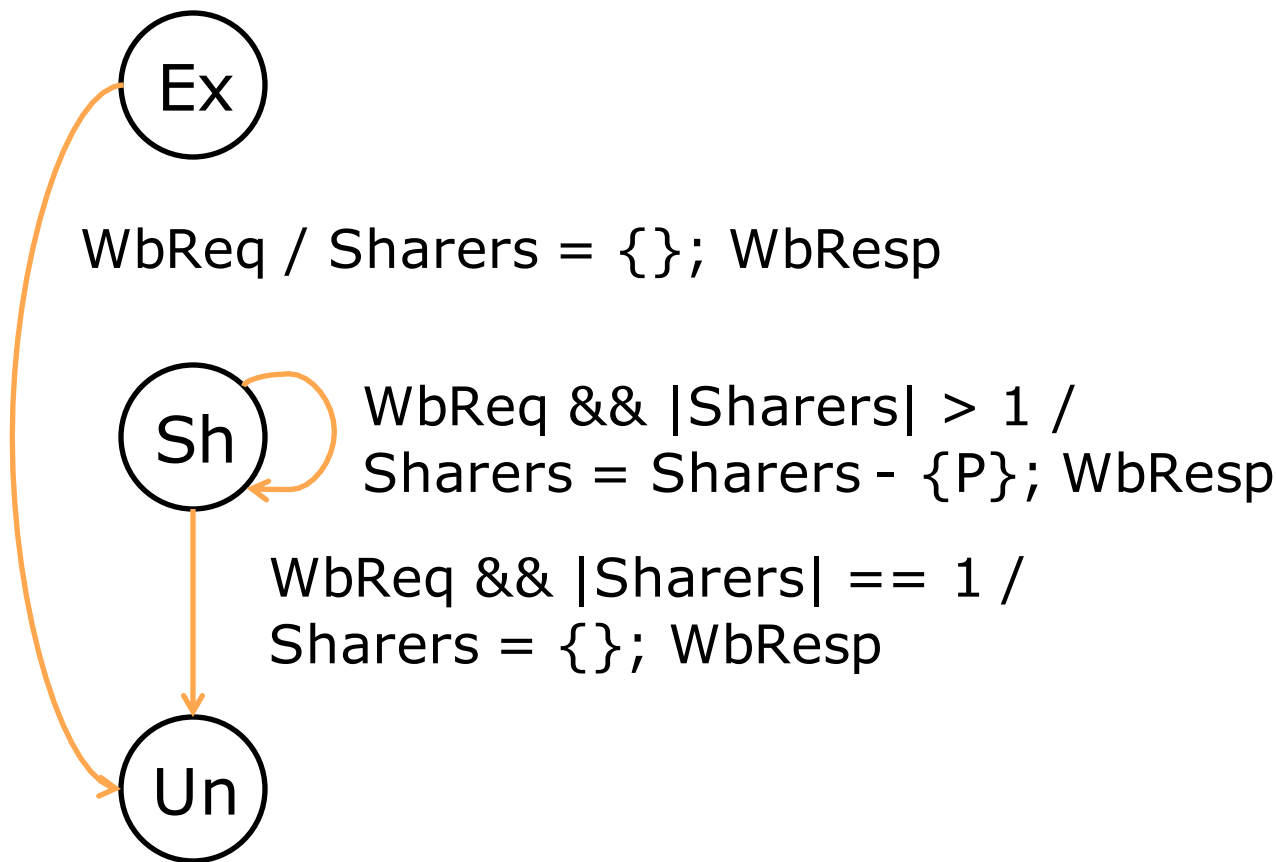 Ex
WbReq / Sharers = {}; WbResp
Sh
WbReq && |Sharers| > 1 /
Sharers = Sharers - {P}; WbResp
WbReq && |Sharers| == 1 /
Sharers = {}; WbResp
Un